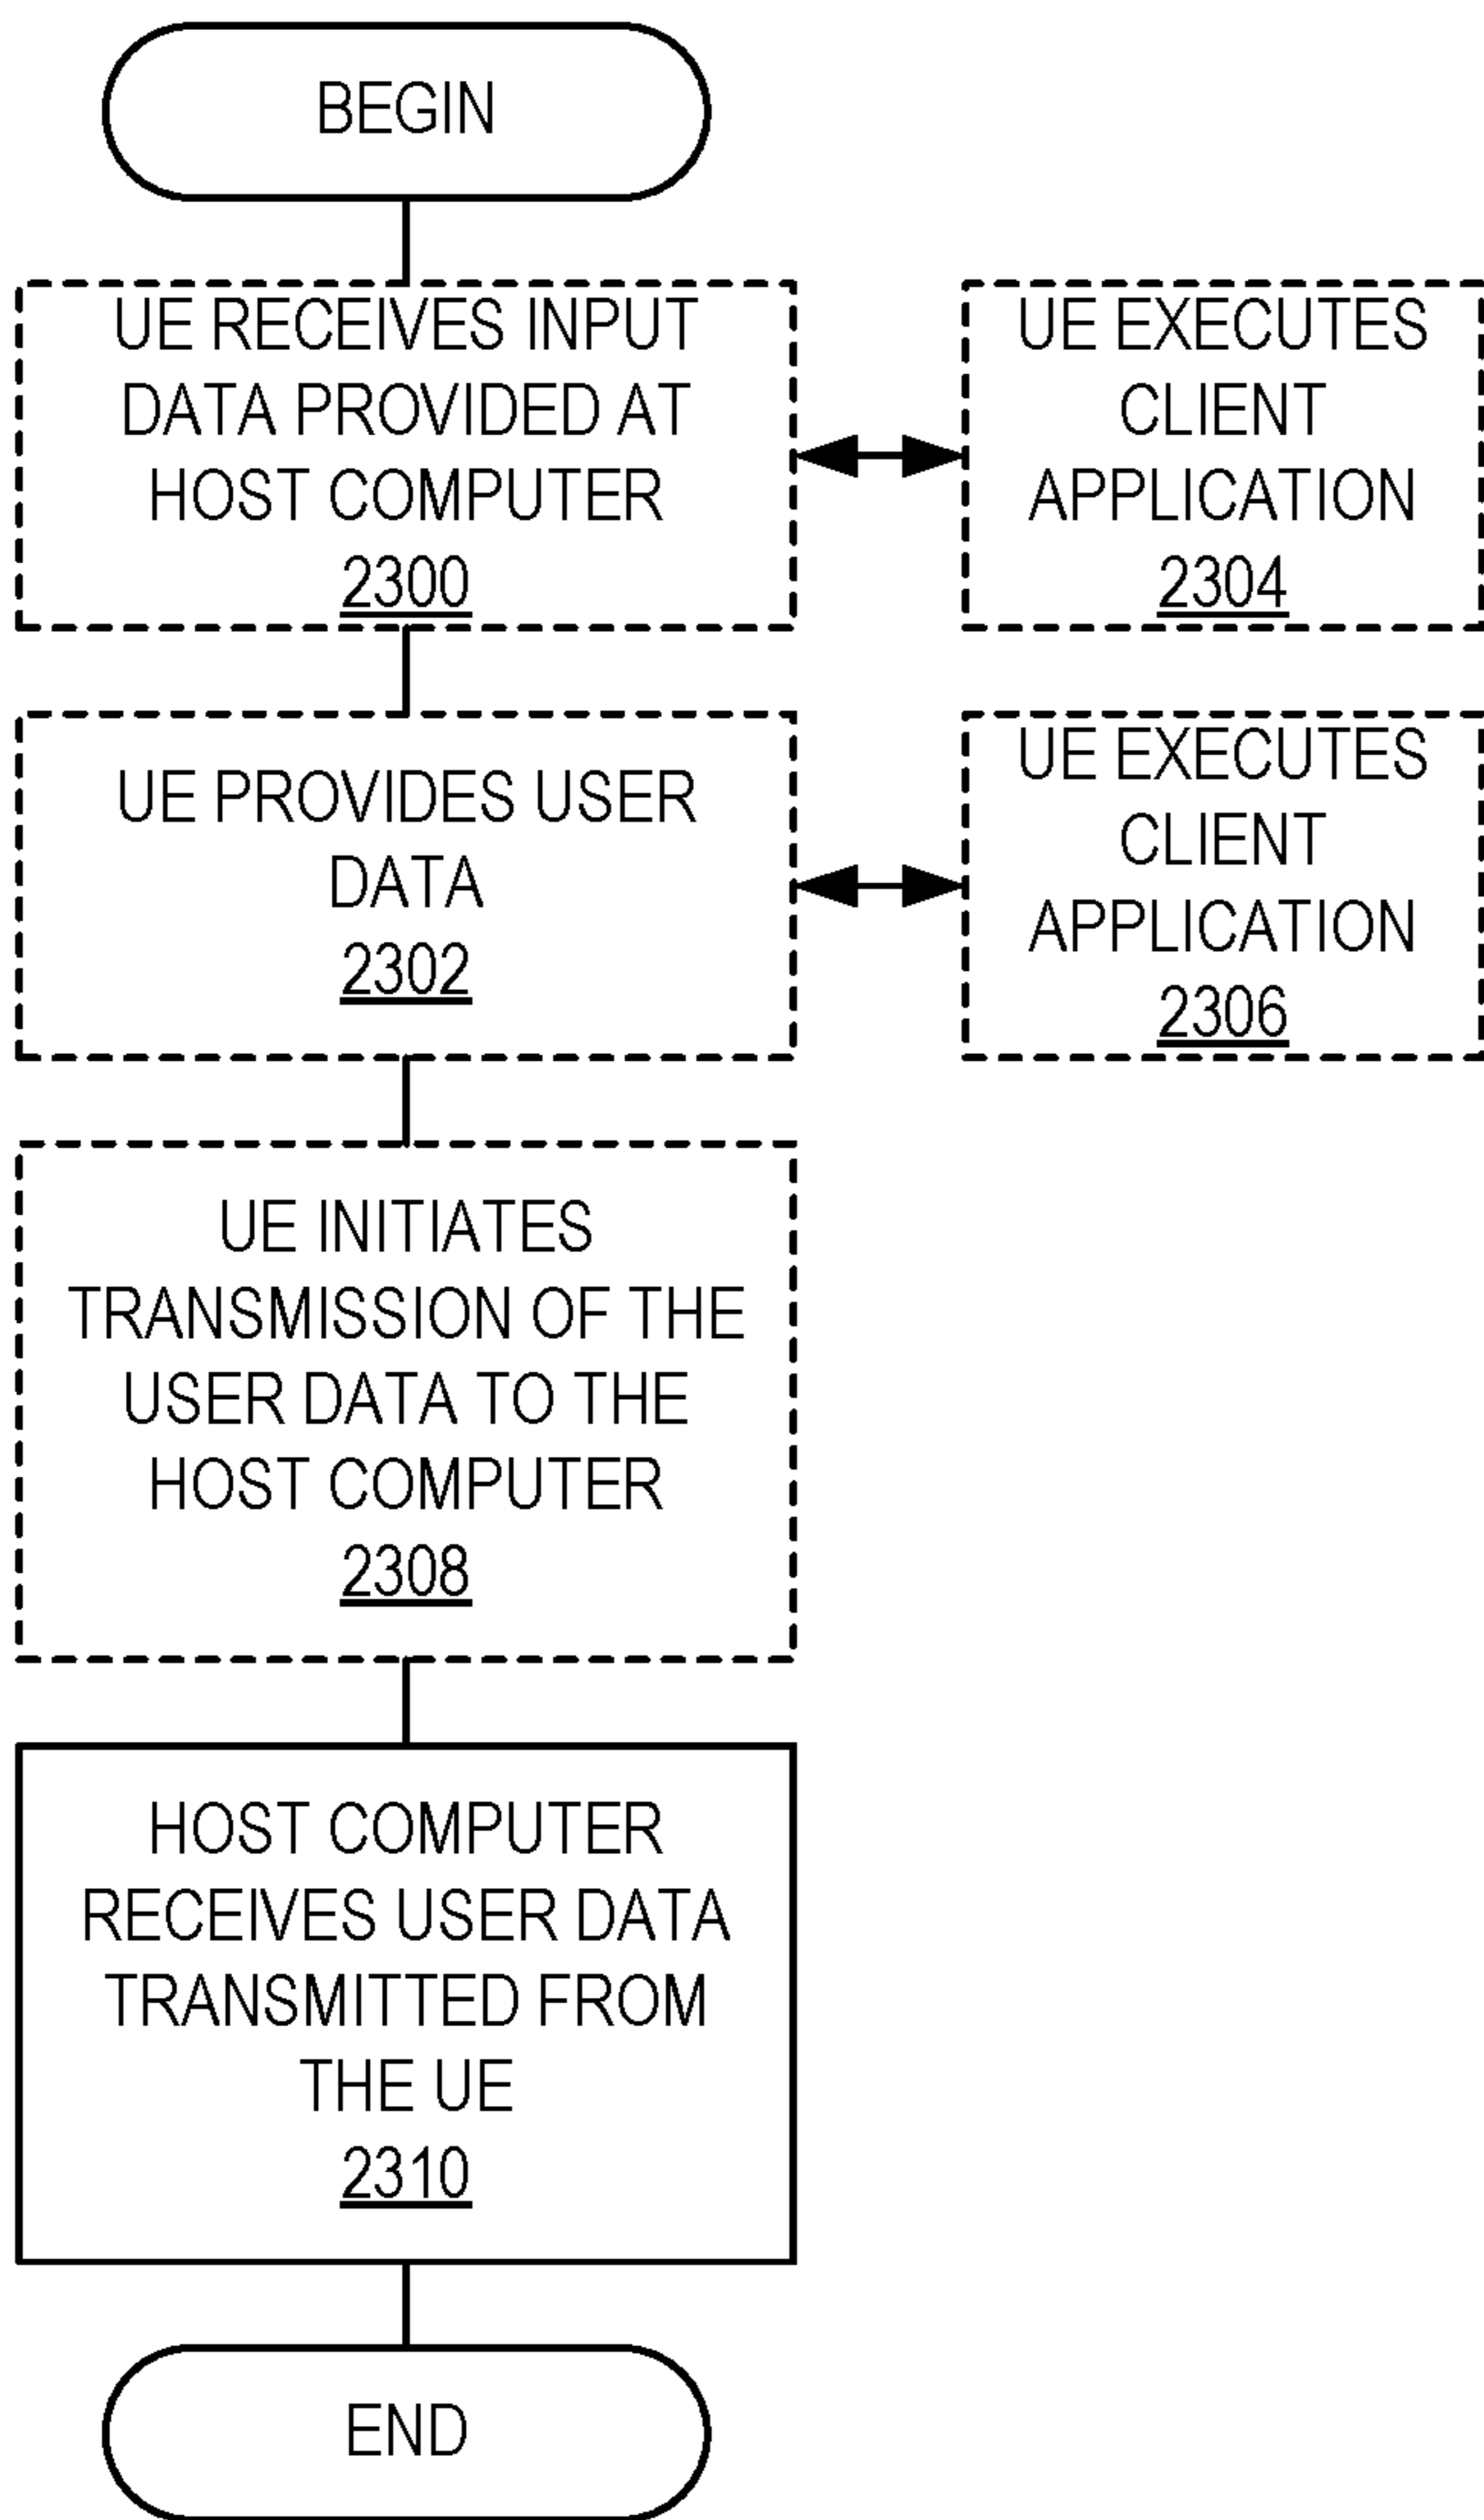 BEGIN
UE RECEIVES INPUT
DATA PROVIDED AT
HOST COMPUTER
2300
UE EXECUTES
CLIENT
APPLICATION
2304
UE PROVIDES USER
DATA
2302
UE EXECUTES
CLIENT
APPLICATION
2306
UE INITIATES
TRANSMISSION OF THE
USER DATA TO THE
HOST COMPUTER
2308
HOST COMPUTER
RECEIVES USER DATA
TRANSMITTED FROM
THE UE
2310
END